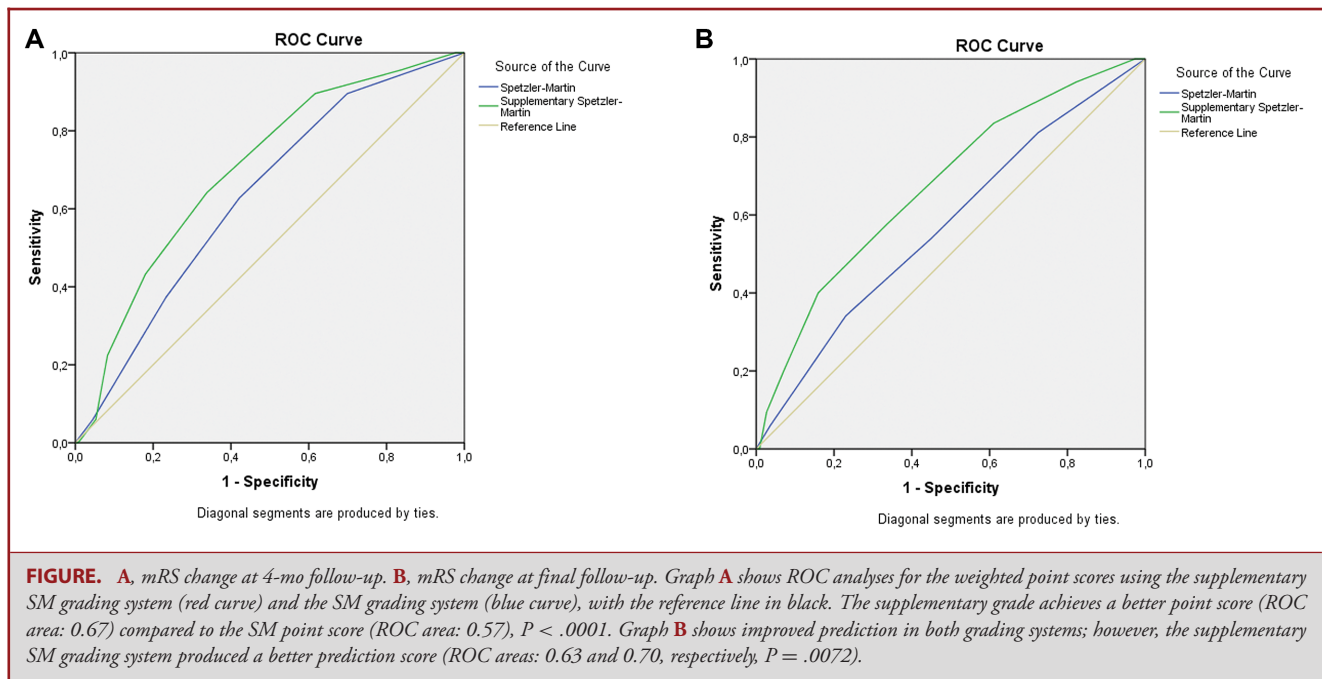 A
ROC Curve
1,0
0,8
0,6
0,4
0,2
0,0
Sensitivity
0,0 0,2 0,4 0,6 0,8 1,0
1 - Specificity
Diagonal segments are produced by ties.
Source of the Curve
Spetzler-Martin
Supplementary Spetzler-
Martin
Reference Line
B
ROC Curve
1,0
0,8
0,6
0,4
0,2
0,0
Sensitivity
0,0 0,2 0,4 0,6 0,8 1,0
1 - Specificity
Diagonal segments are produced by ties.
Source of the Curve
Spetzler-Martin
Supplementary Spetzler-
Martin
Reference Line
FIGURE. A, mRS change at 4-mo follow-up. B, mRS change at final follow-up. Graph A shows ROC analyses for the weighted point scores using the supplementary
SM grading system (red curve) and the SM grading system (blue curve), with the reference line in black. The supplementary grade achieves a better point score (ROC
area: 0.67) compared to the SM point score (ROC area: 0.57), P < .0001. Graph B shows improved prediction in both grading systems; however, the supplementary
SM grading system produced a better prediction score (ROC areas: 0.63 and 0.70, respectively, P = .0072).